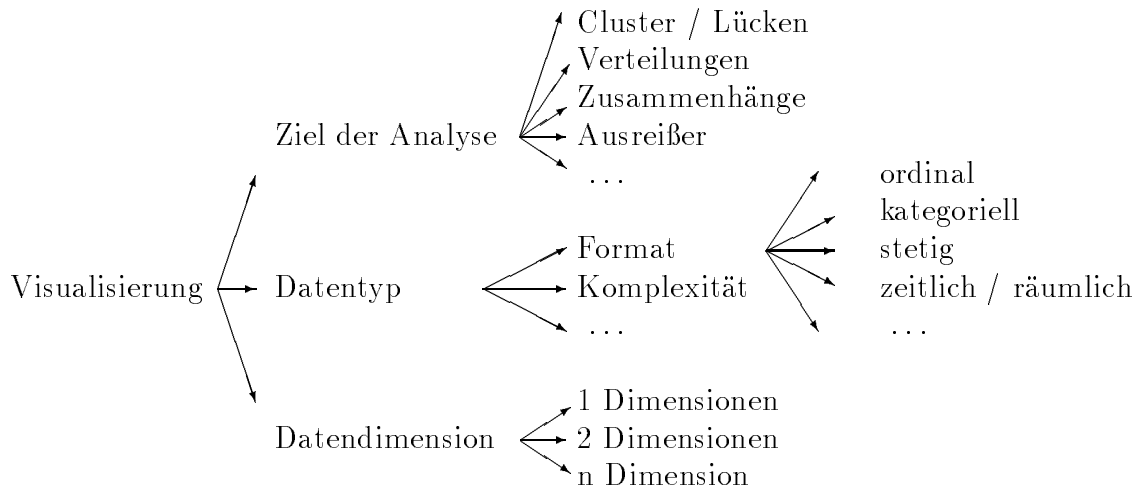 Cluster / Lücken
Verteilungen
Zusammenhänge
Ziel der Analyse
Ausreißer
. . .
ordinal
kategoriell
Format
stetig
Visualisierung
Datentyp
Komplexität
zeitlich / räumlich
. . .
. . .
1 Dimensionen
Datendimension
2 Dimensionen
n Dimension